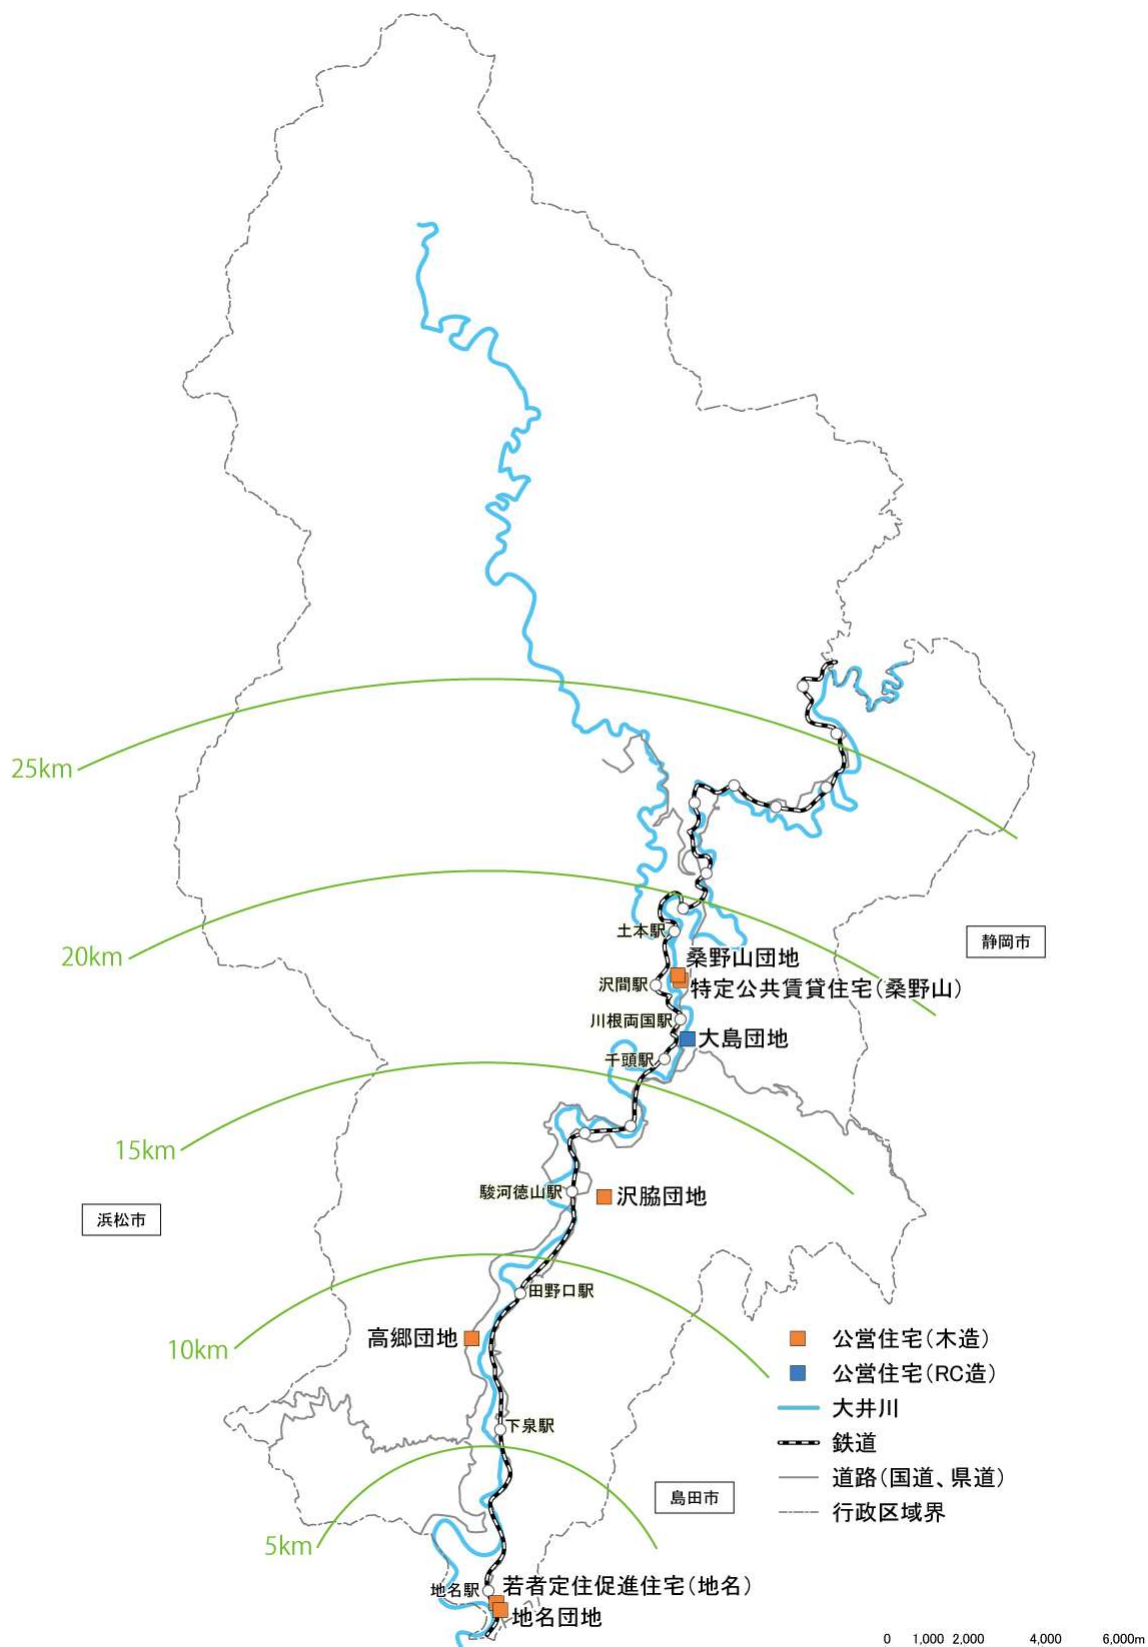 25km
20km
静岡市
土本駅
桑野山団地
沢間駅
特定公共賃貸住宅（桑野山）
川根両国駅
大島団地
千頭駅
15km
駿河徳山駅
沢脇団地
浜松市
田野口駅
高郷団地
10km
公営住宅（木造）
公営住宅（RC造）
大井川
鉄道
道路（国道、県道）
行政区域界
下泉駅
島田市
5km
地名駅
若者定住促進住宅（地名）
地名団地
0 1,000 2,000 4,000 6,000m